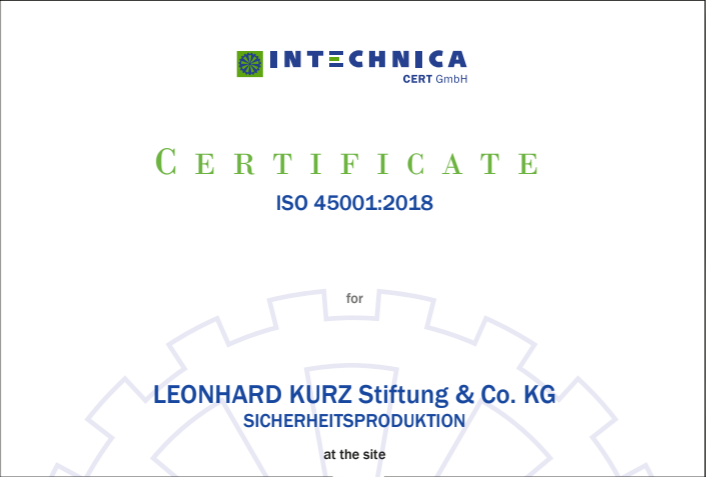 INTECHNICA
CERT GmbH
CERTIFICATE
ISO 45001:2018
for
LEONHARD KURZ Stiftung & Co. KG
SICHERHEITSPRODUKTION
at the site